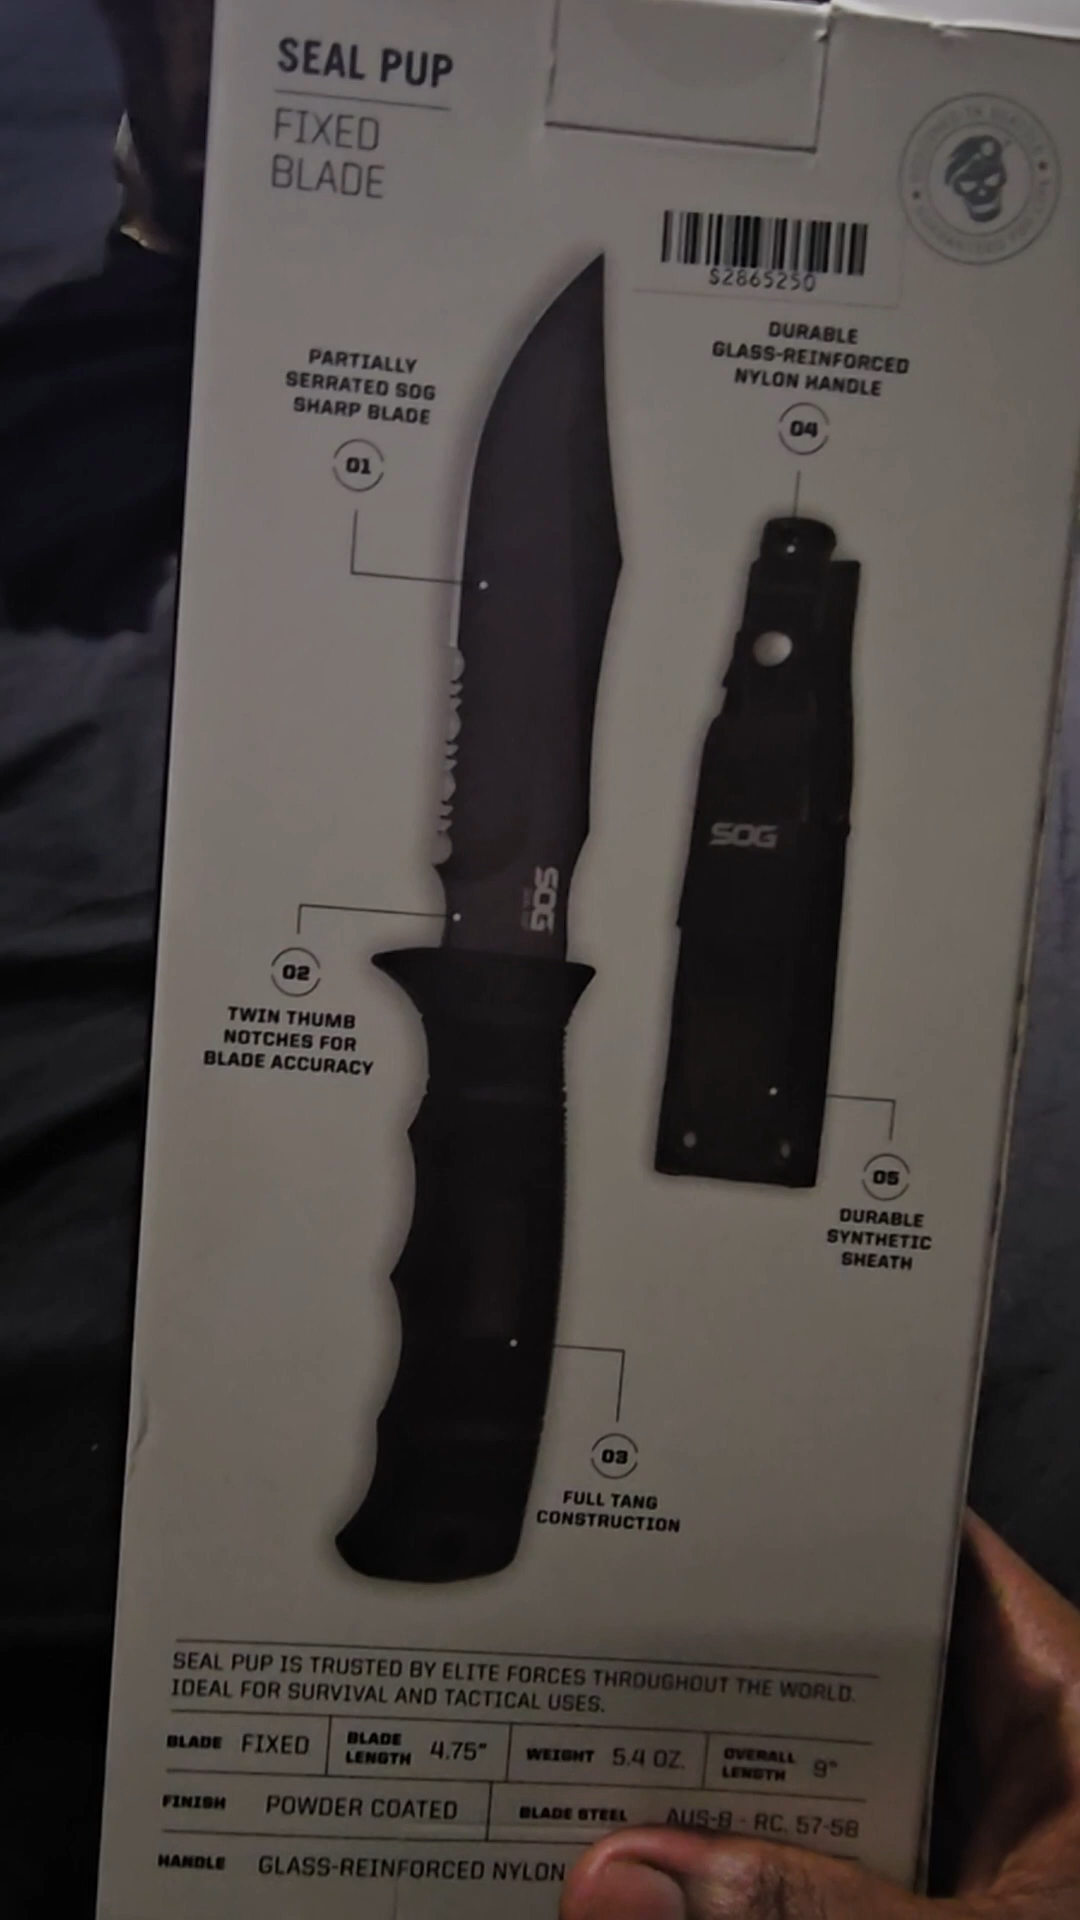 SEAL PUP
FIXED
BLADE
S2865250
DURABLE
GLASS-REINFORCED
NYLON HANDLE
04
PARTIALLY
SERRATED SOG
SHARP BLADE
01
SOG
SOG
02
TWIN THUMB
NOTCHES FOR
BLADE ACCURACY
05
DURABLE
SYNTHETIC
SHEATH
03
FULL TANG
CONSTRUCTION
SEAL PUP IS TRUSTED BY ELITE FORCES THROUGHOUT THE WORLD.
IDEAL FOR SURVIVAL AND TACTICAL USES.
BLADE FIXED
BLADE LENGTH 4.75"
WEIGHT 5.4 OZ.
OVERALL LENGTH 9"
FINISH POWDER COATED
BLADE STEEL AUS-8 - RC. 57-58
HANDLE GLASS-REINFORCED NYLON